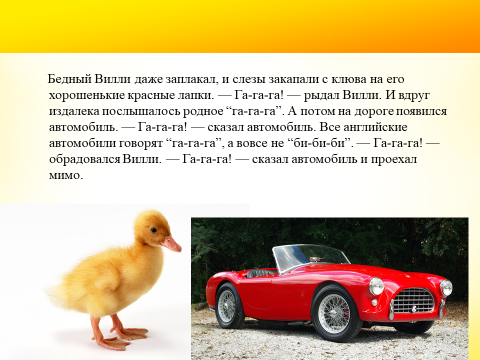 Бедный Вилли даже заплакал, и слезы закапали с клюва на его
хорошенькие красные лапки. — Га-га-га! — рыдал Вилли. И вдруг
издалека послышалось родное “га-га-га”. А потом на дороге появился
автомобиль. — Га-га-га! — сказал автомобиль. Все английские
автомобили говорят “га-га-га”, а вовсе не “би-би-би”. — Га-га-га! —
обрадовался Вилли. — Га-га-га! — сказал автомобиль и проехал
мимо.